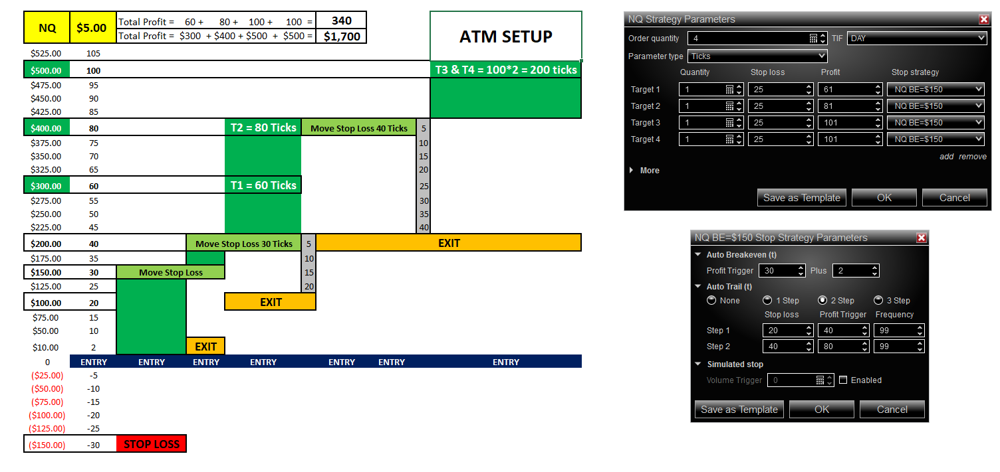 NQ $5.00 Total Profit = 60 + 80 + 100 + 100 = 340
Total Profit = $300 + $400 + $500 + $500 = $1,700
ATM SETUP
$525.00 105
$500.00 100 T3 & T4 = 100*2 = 200 ticks
$475.00 95
$450.00 90
$425.00 85
$400.00 80 T2 = 80 Ticks Move Stop Loss 40 Ticks 5
$375.00 75 10
$350.00 70 15
$325.00 65 20
$300.00 60 T1 = 60 Ticks 25
$275.00 55 30
$250.00 50 35
$225.00 45 40
$200.00 40 Move Stop Loss 30 Ticks 5 EXIT
$175.00 35 10
$150.00 30 Move Stop Loss 15
$125.00 25 20
$100.00 20 EXIT
$75.00 15
$50.00 10
$10.00 2 EXIT
0 ENTRY ENTRY ENTRY ENTRY ENTRY ENTRY ENTRY
($25.00) -5
($50.00) -10
($75.00) -15
($100.00) -20
($125.00) -25
($150.00) -30 STOP LOSS
NQ Strategy Parameters
Order quantity 4 TIF DAY
Parameter type Ticks
Quantity Stop loss Profit Stop strategy
Target 1 1 25 61 NQ BE=$150
Target 2 1 25 81 NQ BE=$150
Target 3 1 25 101 NQ BE=$150
Target 4 1 25 101 NQ BE=$150
add remove
More
Save as Template OK Cancel
NQ BE=$150 Stop Strategy Parameters
Auto Breakeven (t)
Profit Trigger 30 Plus 2
Auto Trail (t)
None 1 Step 2 Step 3 Step
Stop loss Profit Trigger Frequency
Step 1 20 40 99
Step 2 40 80 99
Simulated stop
Volume Trigger 0 Enabled
Save as Template OK Cancel